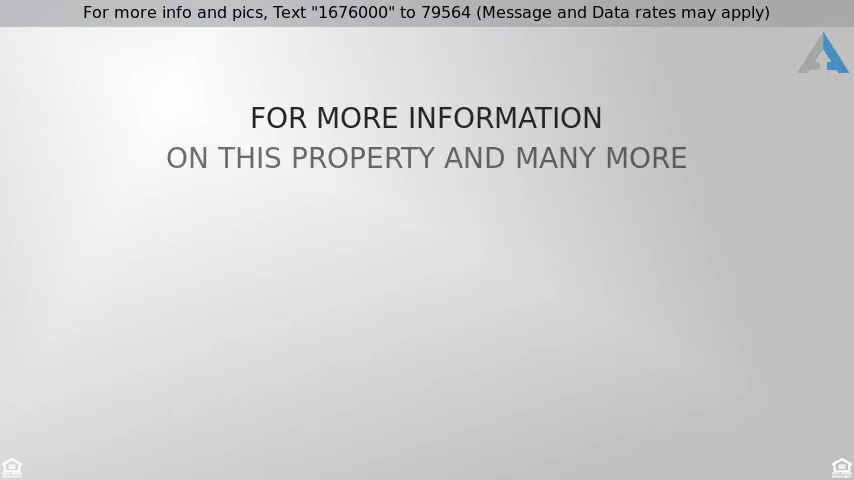 For more info and pics, Text "1676000" to 79564 (Message and Data rates may apply)
FOR MORE INFORMATION
ON THIS PROPERTY AND MANY MORE